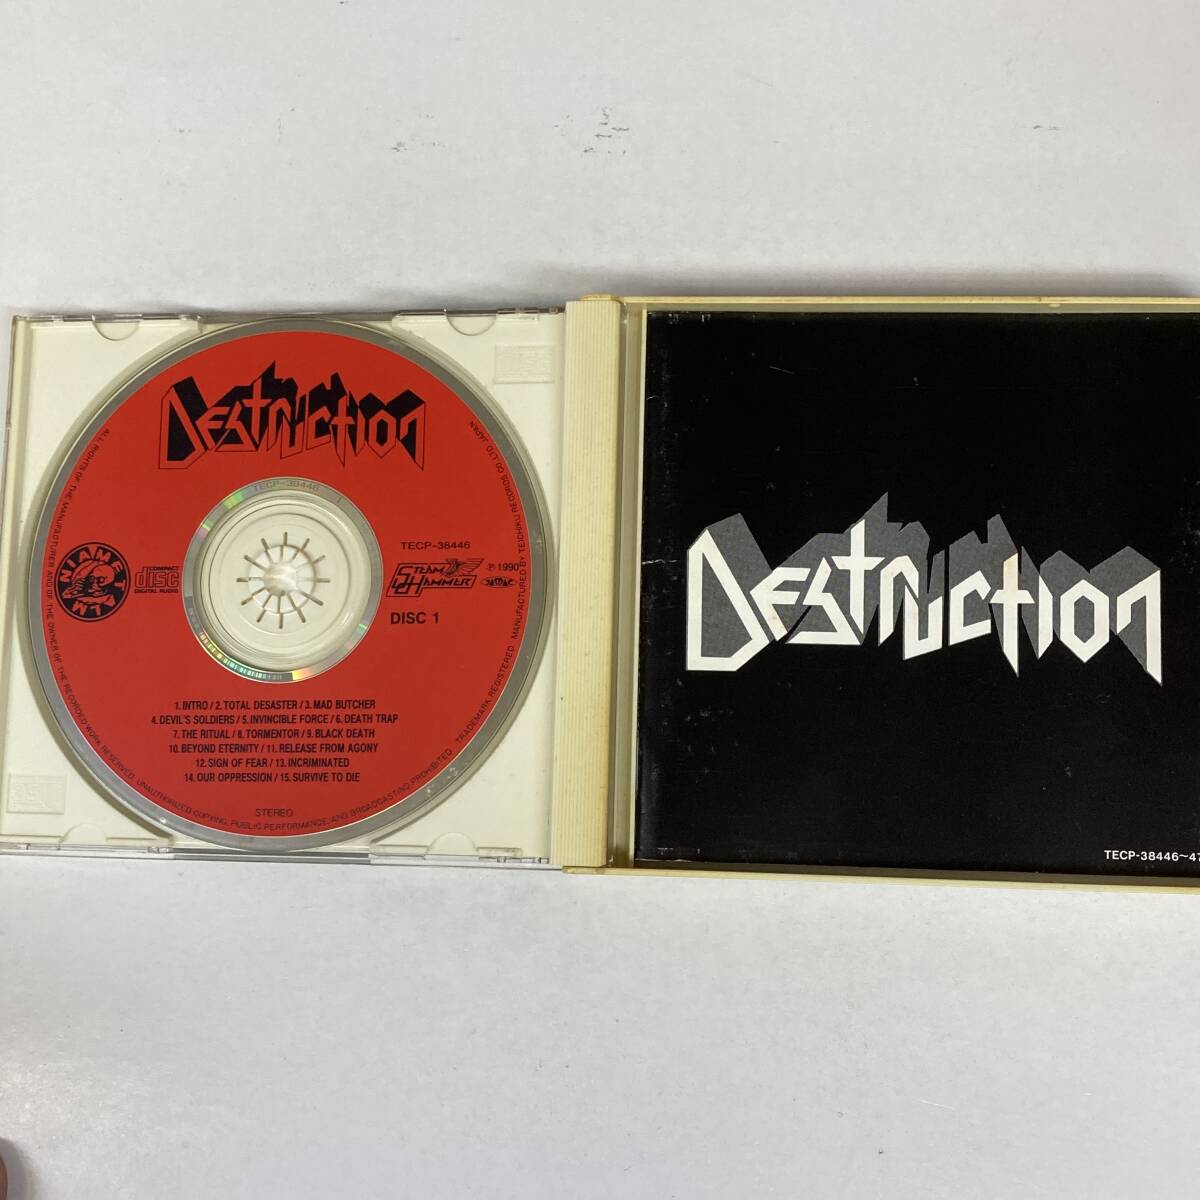 DESTRUCTION
TECP-38446 1
TECP-38446
STEAM HAMMER
℗ 1990
DISC 1
COMPACT
disc
DIGITAL AUDIO
1. INTRO / 2. TOTAL DESASTER / 3. MAD BUTCHER
4. DEVIL'S SOLDIERS / 5. INVINCIBLE FORCE / 6. DEATH TRAP
7. THE RITUAL / 8. TORMENTOR / 9. BLACK DEATH
10. BEYOND ETERNITY / 11. RELEASE FROM AGONY
12. SIGN OF FEAR / 13. INCRIMINATED
14. OUR OPPRESSION / 15. SURVIVE TO DIE
STEREO
ALL RIGHTS OF THE MANUFACTURER AND OF THE OWNER OF THE RECORDED WORK RESERVED. UNAUTHORIZED COPYING, PUBLIC PERFORMANCE, AND BROADCASTING PROHIBITED. TRADEMARK REGISTERED. MANUFACTURED BY TEICHIKU RECORDS CO. LTD. JAPAN
DESTRUCTION
TECP-38446～47